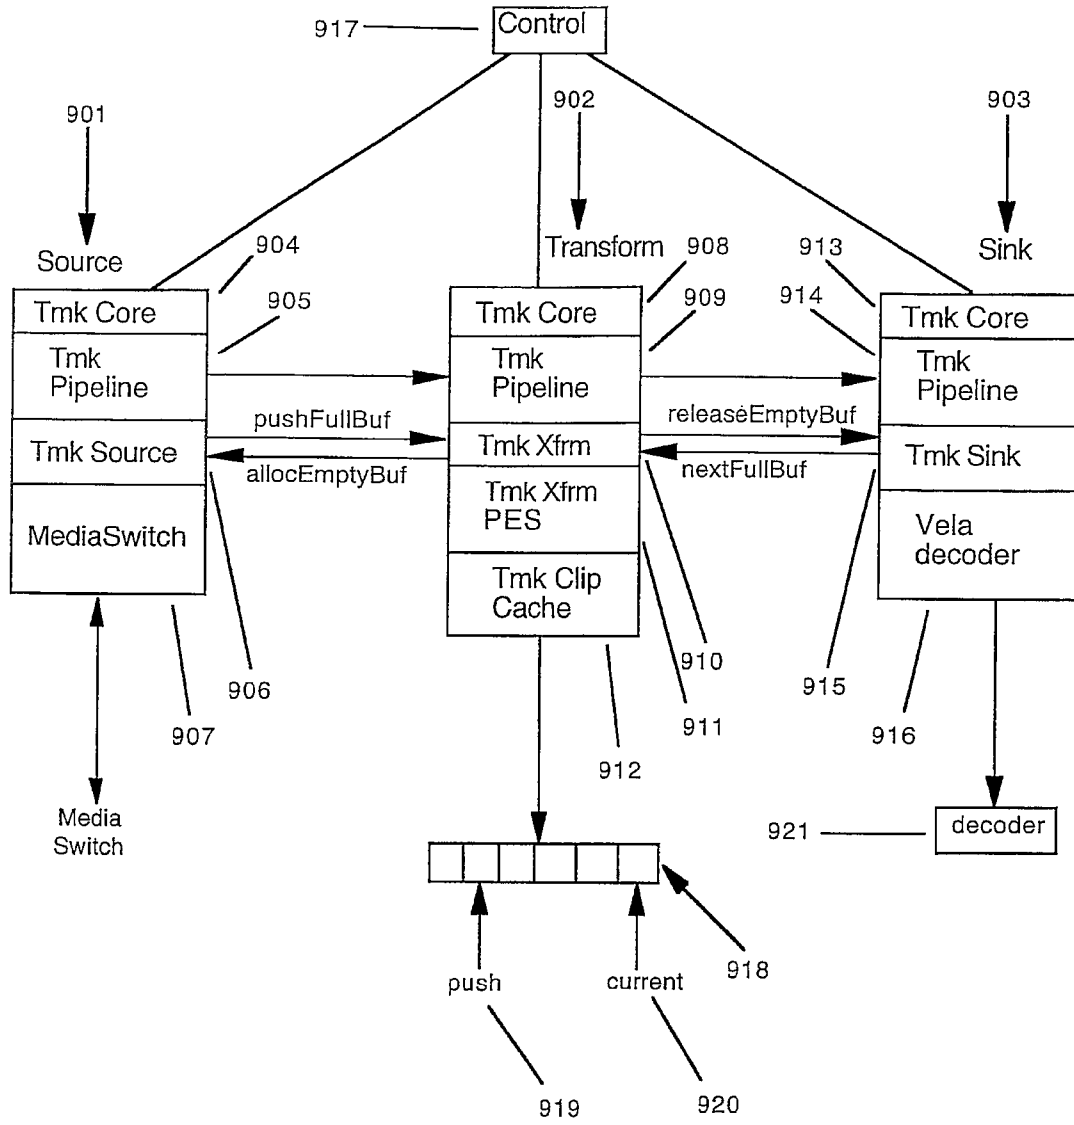 917
Control
901
902
903
Source
904
Transform
908
913
Sink
905
909
914
Tmk Core
Tmk
Pipeline
Tmk Source
MediaSwitch
pushFullBuf
allocEmptyBuf
Tmk Core
Tmk
Pipeline
Tmk Xfrm
Tmk Xfrm
PES
Tmk Clip
Cache
releaseEmptyBuf
nextFullBuf
Tmk Core
Tmk
Pipeline
Tmk Sink
Vela
decoder
906
907
910
911
912
915
916
Media
Switch
921
decoder
push
current
918
919
920